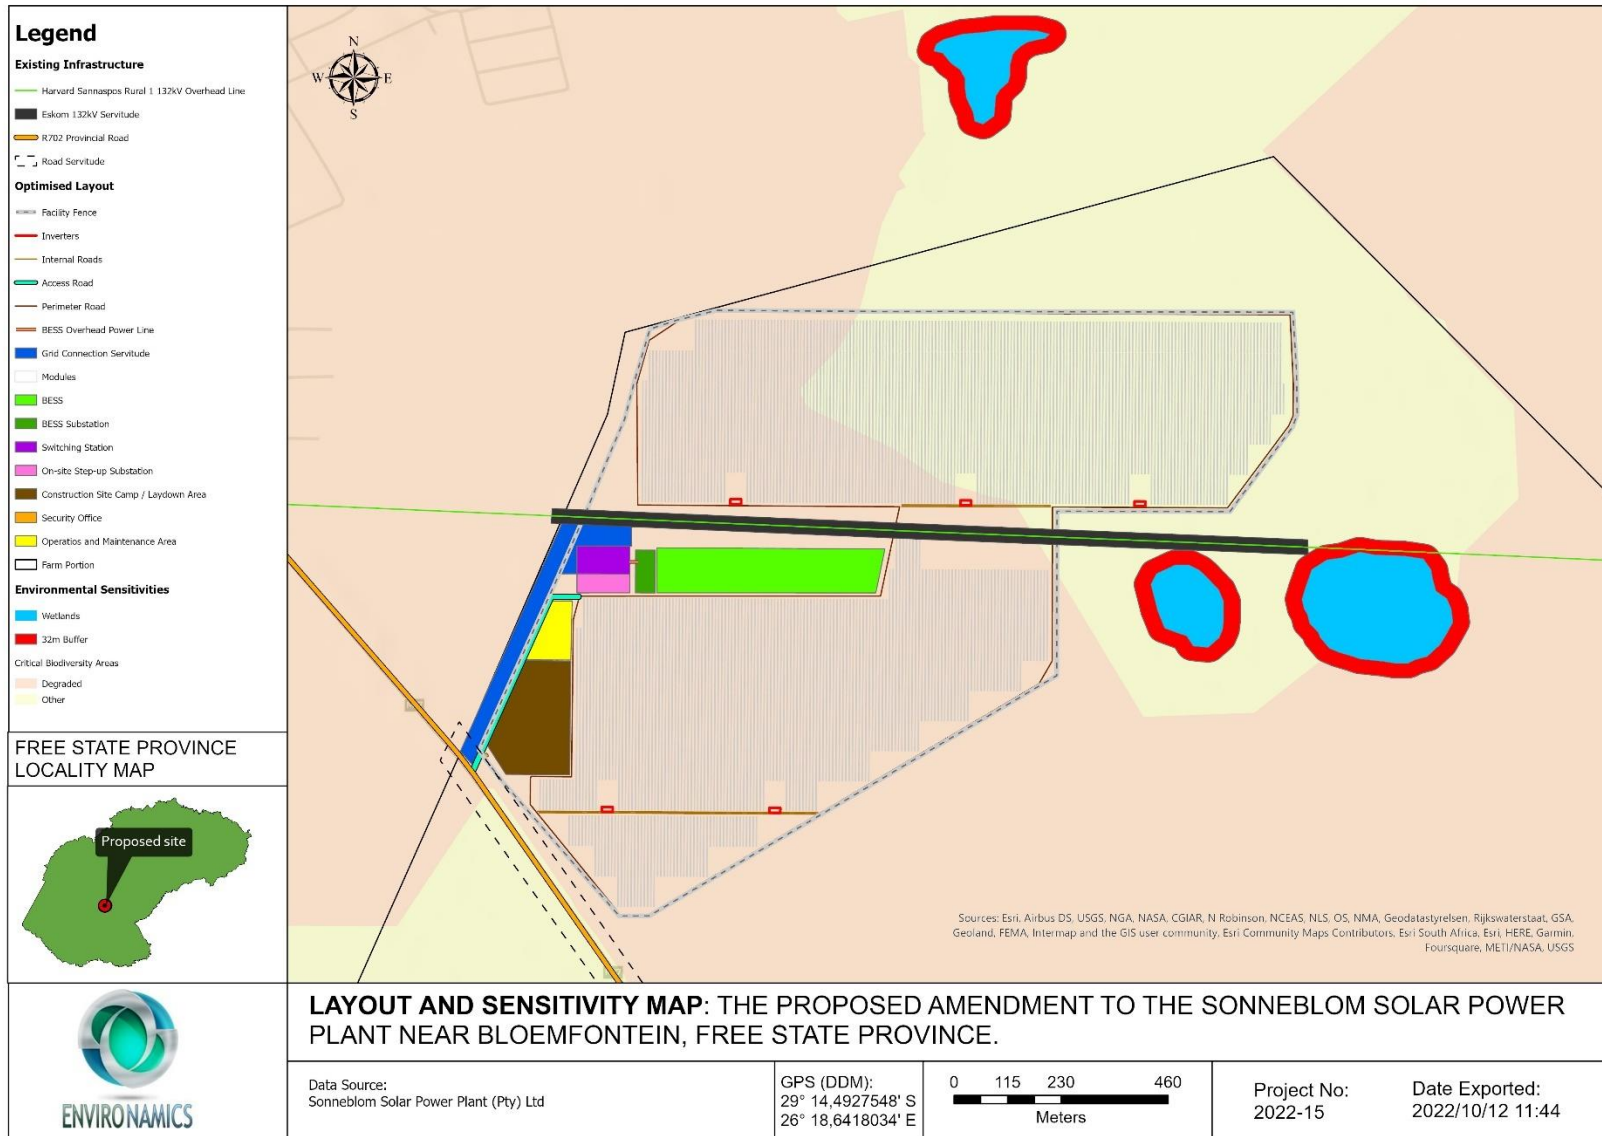 Legend
Existing Infrastructure
Harvard Sannaspos Rural 1 132kV Overhead Line
Eskom 132kV Servitude
R702 Provincial Road
Road Servitude
Optimised Layout
Facility Fence
Inverters
Internal Roads
Access Road
Perimeter Road
BESS Overhead Power Line
Grid Connection Servitude
Modules
BESS
BESS Substation
Switching Station
On-site Step-up Substation
Construction Site Camp / Laydown Area
Security Office
Operatios and Maintenance Area
Farm Portion
Environmental Sensitivities
Wetlands
32m Buffer
Critical Biodiversity Areas
Degraded
Other
FREE STATE PROVINCE
LOCALITY MAP
Proposed site
ENVIRONAMICS
N
W E
S
Sources: Esri, Airbus DS, USGS, NGA, NASA, CGIAR, N Robinson, NCEAS, NLS, OS, NMA, Geodatastyrelsen, Rijkswaterstaat, GSA,
Geoland, FEMA, Intermap and the GIS user community, Esri Community Maps Contributors, Esri South Africa, Esri, HERE, Garmin,
Foursquare, METI/NASA, USGS
LAYOUT AND SENSITIVITY MAP: THE PROPOSED AMENDMENT TO THE SONNEBLOM SOLAR POWER
PLANT NEAR BLOEMFONTEIN, FREE STATE PROVINCE.
Data Source:
Sonneblom Solar Power Plant (Pty) Ltd
GPS (DDM):
29° 14,4927548' S
26° 18,6418034' E
0 115 230 460
Meters
Project No:
2022-15
Date Exported:
2022/10/12 11:44